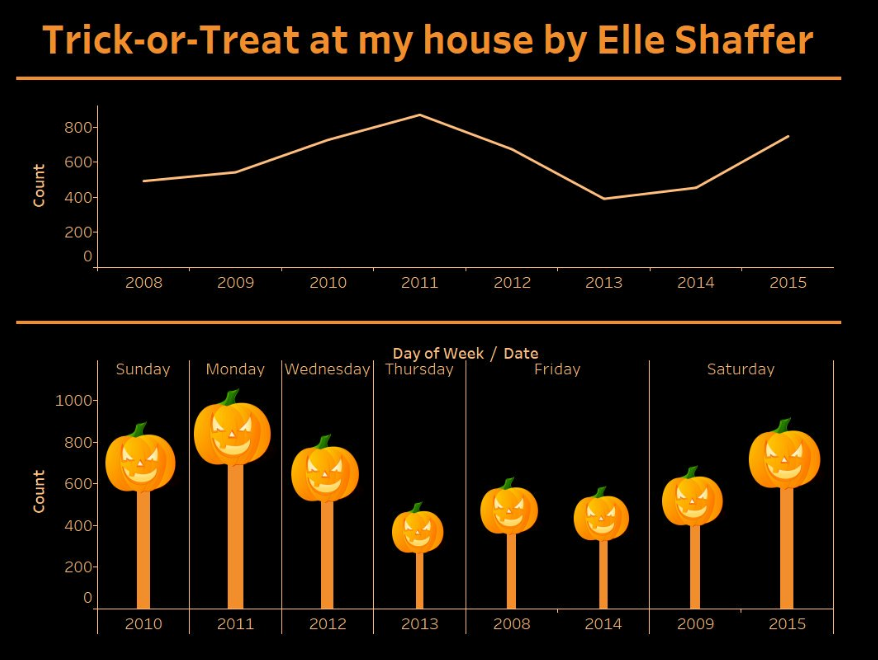 Trick-or-Treat at my house by Elle Shaffer
800
600
Count
400
200
0
2008 2009 2010 2011 2012 2013 2014 2015
Day of Week / Date
Sunday Monday Wednesday Thursday Friday Saturday
1000
800
600
Count
400
200
0
2010 2011 2012 2013 2008 2014 2009 2015